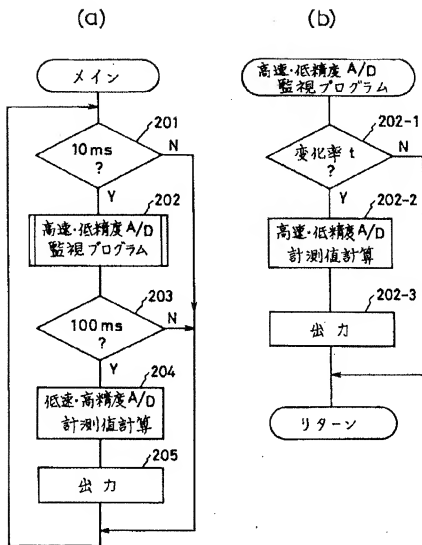 (a)
メイン
201
10ms
?
N
Y
202
高速・低精度A/D
監視プログラム
203
100ms
?
N
Y
204
低速・高精度A/D
計測値計算
205
出力
(b)
高速・低精度A/D
監視プログラム
202-1
変化率t
?
N
Y
202-2
高速・低精度A/D
計測値計算
202-3
出力
リターン